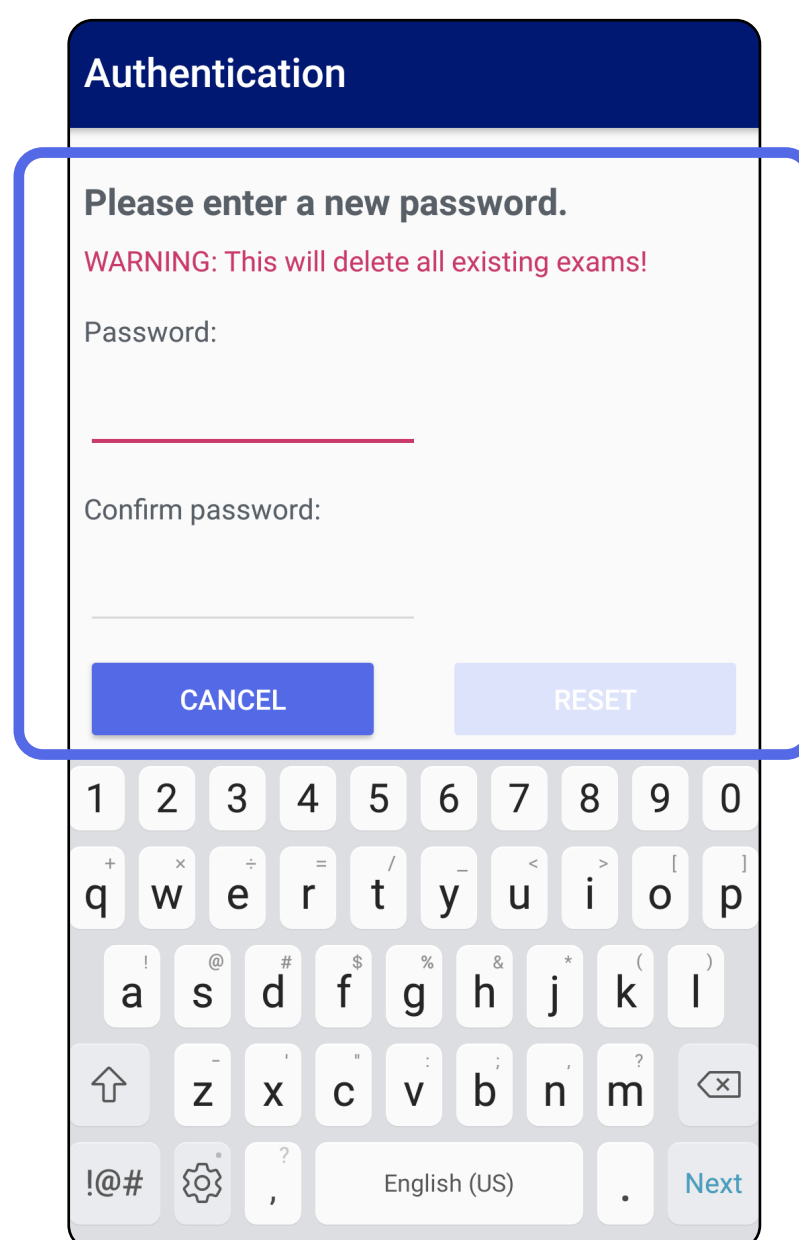 Authentication
Please enter a new password.
WARNING: This will delete all existing exams!
Password:
Confirm password:
CANCEL RESET
1 2 3 4 5 6 7 8 9 0
+ × ÷ = / _ < > [ ]
q w e r t y u i o p
! @ # $ % & * ( )
a s d f g h j k l
- ' " : ; , ?
z x c v b n m
?
!@# , English (US) . Next